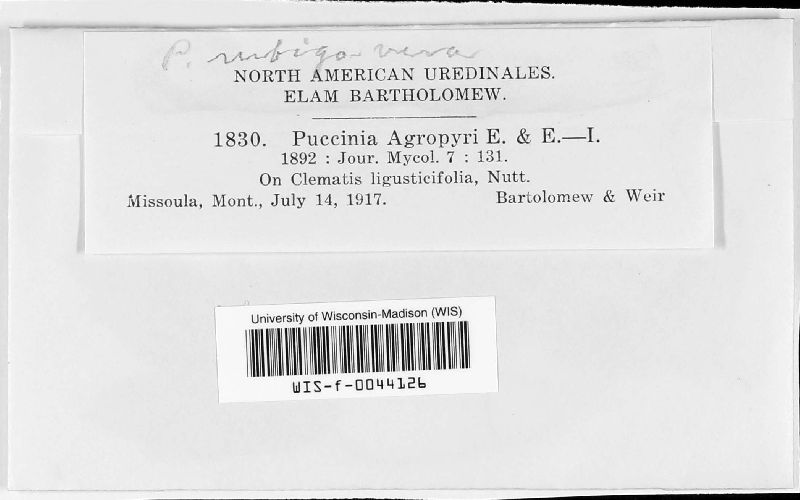 P. rubigo-vera
NORTH AMERICAN UREDINALES.
ELAM BARTHOLOMEW.
1830. Puccinia Agropyri E. & E.—I.
1892 : Jour. Mycol. 7 : 131.
On Clematis ligusticifolia, Nutt.
Missoula, Mont., July 14, 1917. Bartolomew & Weir
University of Wisconsin-Madison (WIS)
WIS-f-0044126